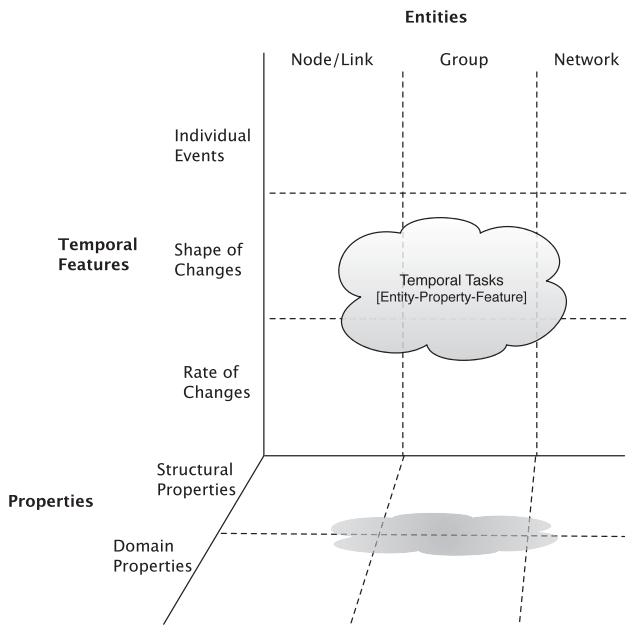 Entities
Node/Link Group Network
Individual
Events
Temporal
Features
Shape of
Changes
Temporal Tasks
[Entity-Property-Feature]
Rate of
Changes
Structural
Properties
Properties
Domain
Properties